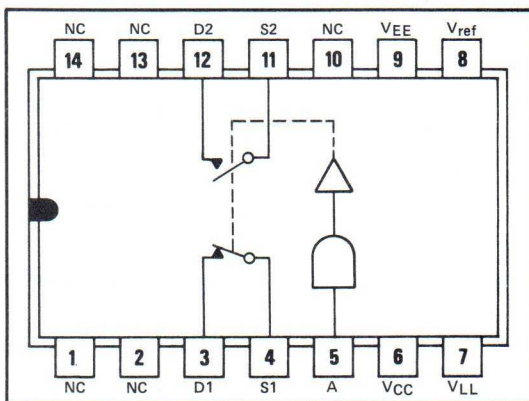 NC NC D2 S2 NC VEE Vref
14 13 12 11 10 9 8
1 2 3 4 5 6 7
NC NC D1 S1 A VCC VLL